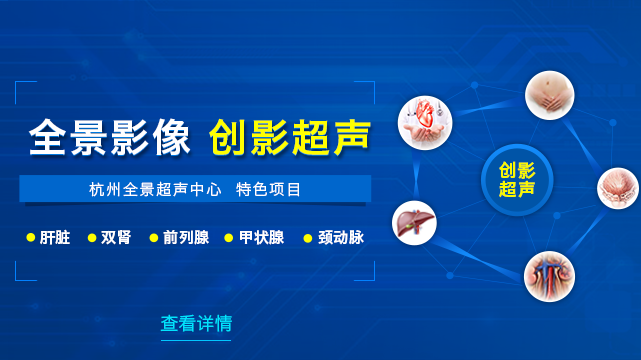 全景影像 创影超声
杭州全景超声中心 特色项目
肝脏 双肾 前列腺 甲状腺 颈动脉
查看详情
创影
超声